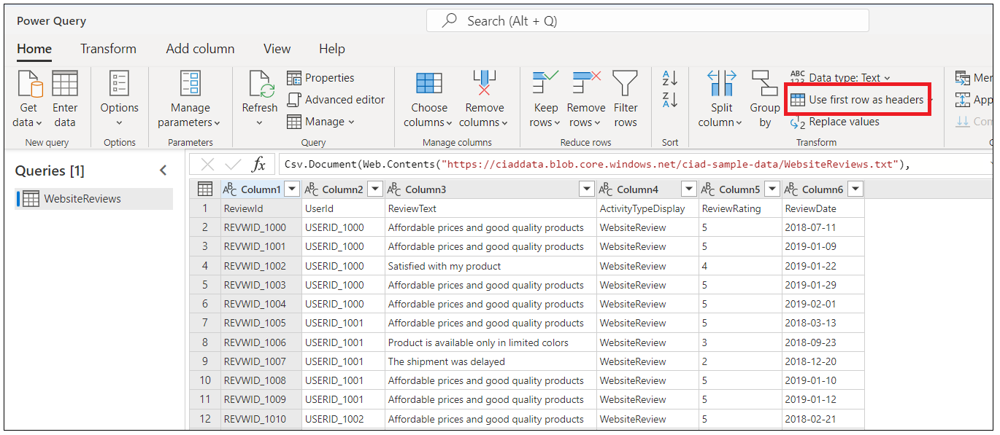 Power Query
Search (Alt + Q)
Home Transform Add column View Help
Get data
Enter data
Options
Manage parameters
Refresh
Properties
Advanced editor
Manage
Choose columns
Remove columns
Keep rows
Remove rows
Filter rows
A Z
Z A
Split column
Group by
ABC 123 Data type: Text
Use first row as headers
1 2 Replace values
Mer
App
Co
New query Options Parameters Query Manage columns Reduce rows Sort Transform C
Queries [1]
WebsiteReviews
fx Csv.Document(Web.Contents("https://ciaddata.blob.core.windows.net/ciad-sample-data/WebsiteReviews.txt"),
ABC Column1 ABC Column2 ABC Column3 ABC Column4 ABC Column5 ABC Column6
1 ReviewId UserId ReviewText ActivityTypeDisplay ReviewRating ReviewDate
2 REVWID_1000 USERID_1000 Affordable prices and good quality products WebsiteReview 5 2018-07-11
3 REVWID_1001 USERID_1000 Affordable prices and good quality products WebsiteReview 5 2019-01-09
4 REVWID_1002 USERID_1000 Satisfied with my product WebsiteReview 4 2019-01-22
5 REVWID_1003 USERID_1000 Affordable prices and good quality products WebsiteReview 5 2019-01-29
6 REVWID_1004 USERID_1000 Affordable prices and good quality products WebsiteReview 5 2019-02-01
7 REVWID_1005 USERID_1001 Affordable prices and good quality products WebsiteReview 5 2018-03-13
8 REVWID_1006 USERID_1001 Product is available only in limited colors WebsiteReview 3 2018-09-23
9 REVWID_1007 USERID_1001 The shipment was delayed WebsiteReview 2 2018-12-20
10 REVWID_1008 USERID_1001 Affordable prices and good quality products WebsiteReview 5 2019-01-10
11 REVWID_1009 USERID_1001 Affordable prices and good quality products WebsiteReview 5 2019-01-12
12 REVWID_1010 USERID_1002 Affordable prices and good quality products WebsiteReview 5 2018-02-21